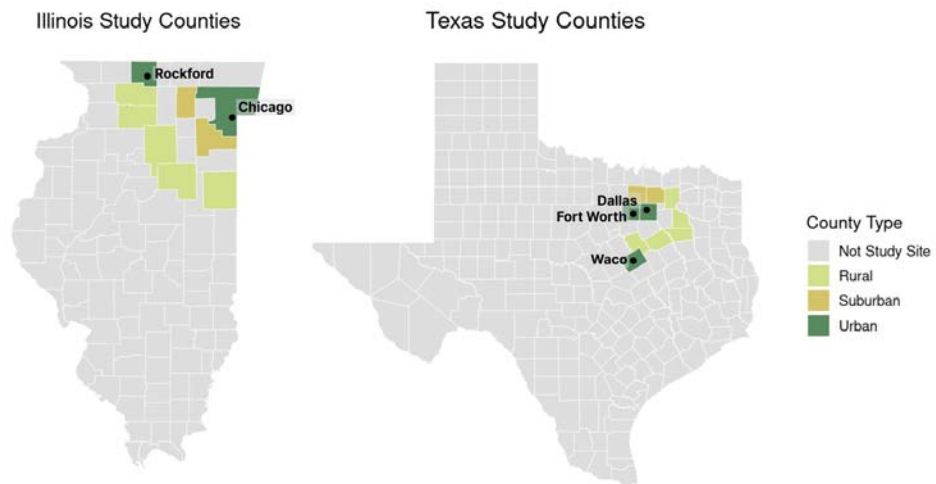 Illinois Study Counties
Texas Study Counties
Rockford
Chicago
Dallas
Fort Worth
Waco
County Type
Not Study Site
Rural
Suburban
Urban